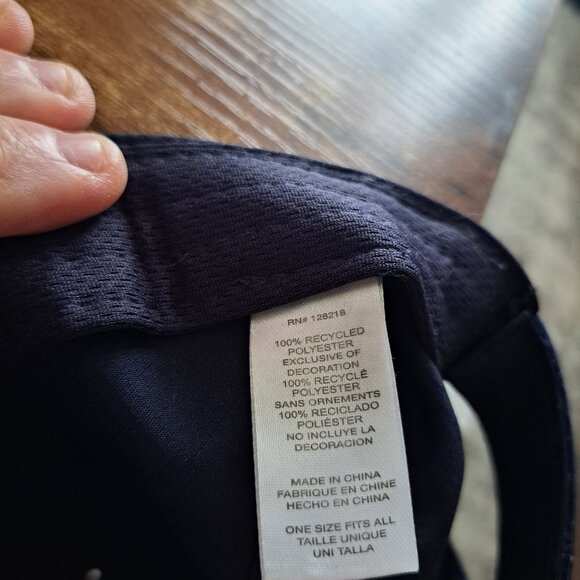 RN# 128218
100% RECYCLED
POLYESTER
EXCLUSIVE OF
DECORATION
100% RECYCLÉ
POLYESTER
SANS ORNEMENTS
100% RECICLADO
POLIÉSTER
NO INCLUYE LA
DECORACION
MADE IN CHINA
FABRIQUE EN CHINE
HECHO EN CHINA
ONE SIZE FITS ALL
TAILLE UNIQUE
UNI TALLA